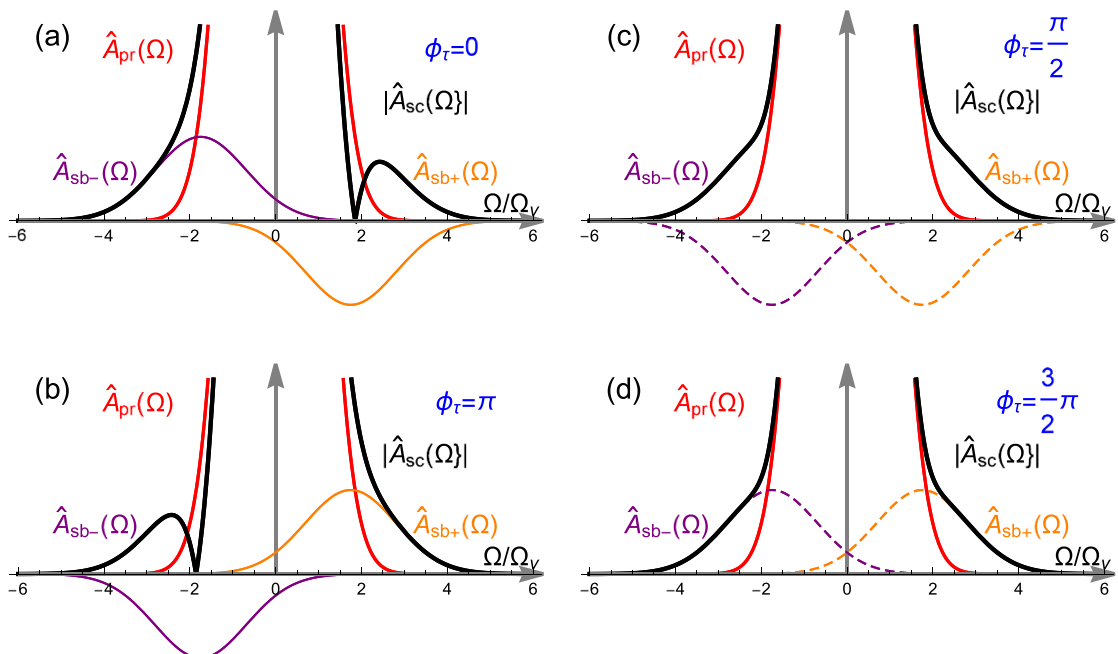 (a)
Â_pr(Ω)
ϕ_τ=0
|Â_sc(Ω}|
Â_sb−(Ω)
Â_sb+(Ω)
Ω/Ω_γ
−6 −4 −2 0 2 4 6
(c)
Â_pr(Ω)
ϕ_τ=π/2
|Â_sc(Ω}|
Â_sb−(Ω)
Â_sb+(Ω)
Ω/Ω_γ
−6 −4 −2 0 2 4 6
(b)
Â_pr(Ω)
ϕ_τ=π
|Â_sc(Ω}|
Â_sb−(Ω)
Â_sb+(Ω)
Ω/Ω_γ
−6 −4 −2 0 2 4 6
(d)
Â_pr(Ω)
ϕ_τ=3/2π
|Â_sc(Ω}|
Â_sb−(Ω)
Â_sb+(Ω)
Ω/Ω_γ
−6 −4 −2 0 2 4 6